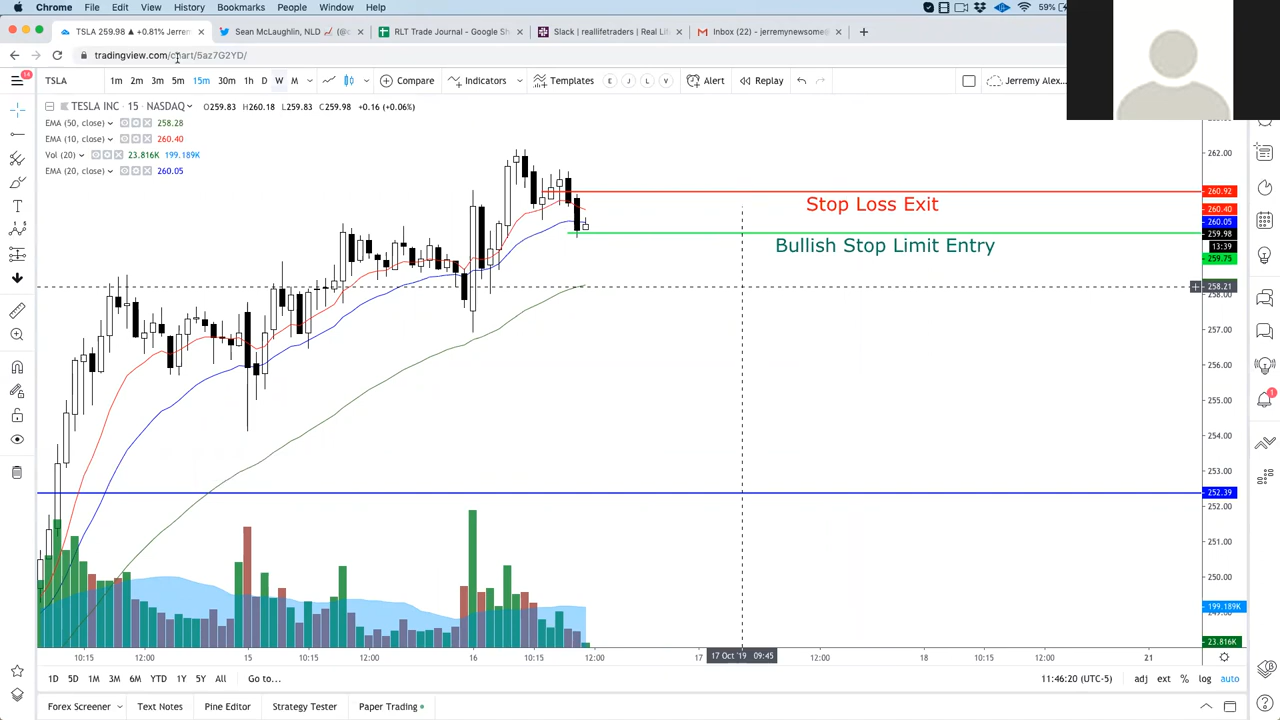 Chrome File Edit View History Bookmarks People Window Help 59%
TSLA 259.98 ▲ +0.81% Jerrem Sean McLaughlin, NLD RLT Trade Journal - Google Sh Slack | reallifetraders | Real Lif Inbox (22) - jeremynewsome@
tradingview.com/chart/5az7G2YD/
14 TSLA 1m 2m 3m 5m 15m 30m 1h D W M Compare Indicators Templates E J L V Alert Replay Jeremy Alex...
TESLA INC · 15 · NASDAQ O259.83 H260.18 L259.83 C259.98 +0.16 (+0.06%)
EMA (50, close) 258.28
EMA (10, close) 260.40
Vol (20) 23.816K 199.189K
EMA (20, close) 260.05
262.00
260.92
Stop Loss Exit
260.40
260.05
259.98
Bullish Stop Limit Entry
13:39
259.75
258.21
258.00
257.00
256.00
255.00
254.00
253.00
252.39
252.00
251.00
250.00
199.189K
23.816K
10:15 12:00 15 10:15 12:00 16 10:15 12:00 17 17 Oct '19 09:45 12:00 18 10:15 12:00 21
1D 5D 1M 3M 6M YTD 1Y 5Y All Go to... 11:46:20 (UTC-5) adj ext % log auto
Forex Screener Text Notes Pine Editor Strategy Tester Paper Trading
1